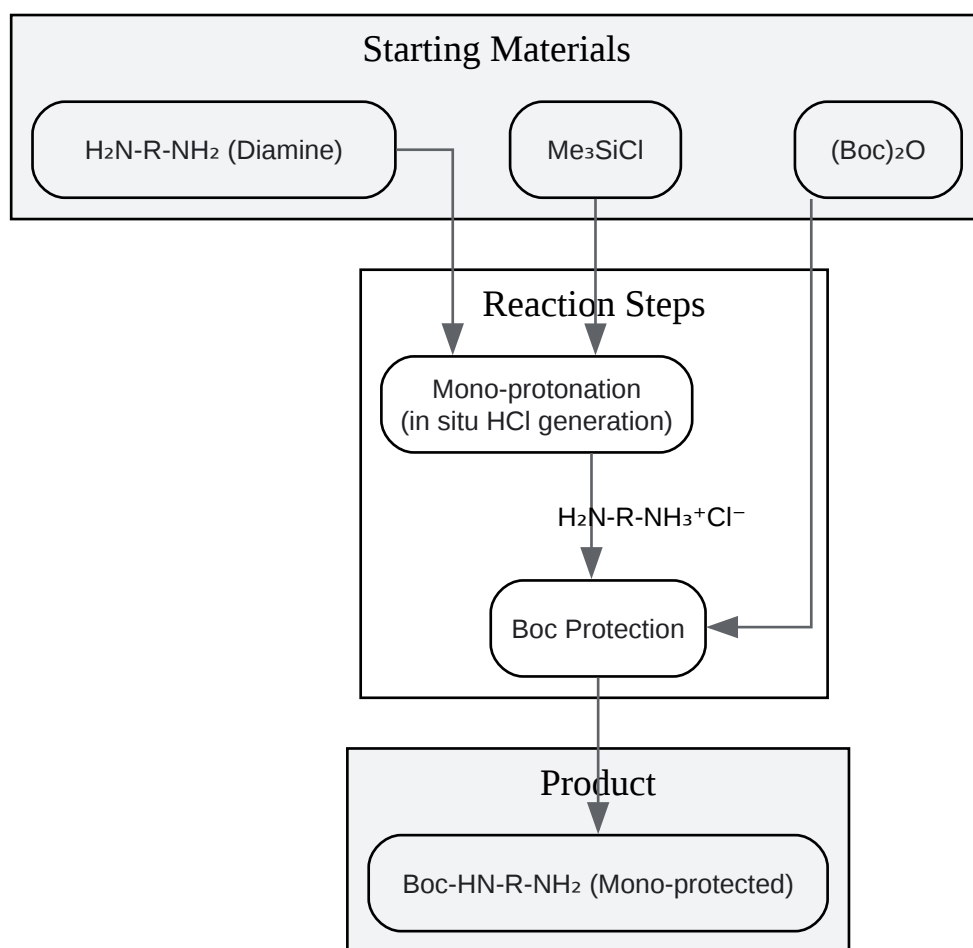 Starting Materials
H₂N-R-NH₂ (Diamine)
Me₃SiCl
(Boc)₂O
Reaction Steps
Mono-protonation
(in situ HCl generation)
H₂N-R-NH₃⁺Cl⁻
Boc Protection
Product
Boc-HN-R-NH₂ (Mono-protected)